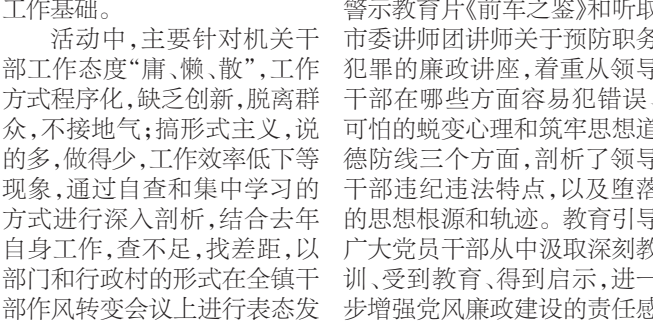 工作基础。
活动中，主要针对机关干
部工作态度“庸、懒、散”，工作
方式程序化，缺乏创新，脱离群
众，不接地气；搞形式主义，说
的多，做得少，工作效率低下等
现象，通过自查和集中学习的
方式进行深入剖析，结合去年
自身工作，查不足，找差距，以
部门和行政村的形式在全镇干
部作风转变会议上进行表态发
警示教育片《前车之鉴》和听取
市委讲师团讲师关于预防职务
犯罪的廉政讲座，着重从领导
干部在哪些方面容易犯错误、
可怕的蜕变心理和筑牢思想道
德防线三个方面，剖析了领导
干部违纪违法特点，以及堕落
的思想根源和轨迹。教育引导
广大党员干部从中汲取深刻教
训、受到教育、得到启示，进一
步增强党风廉政建设的责任感